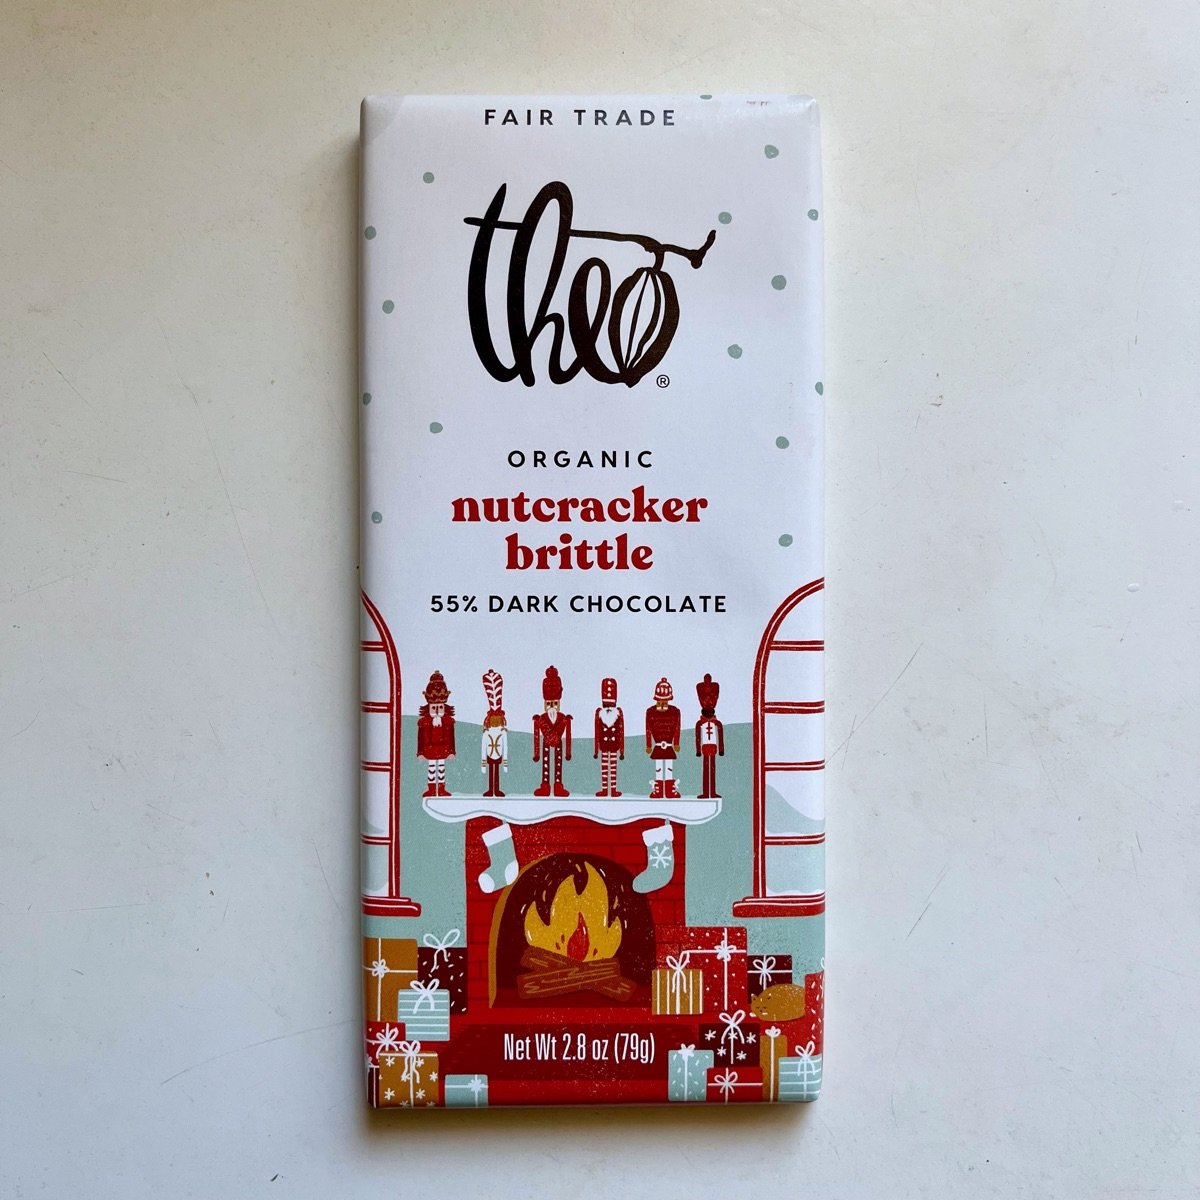 FAIR TRADE
theo®
ORGANIC
nutcracker
brittle
55% DARK CHOCOLATE
Net Wt 2.8 oz (79g)